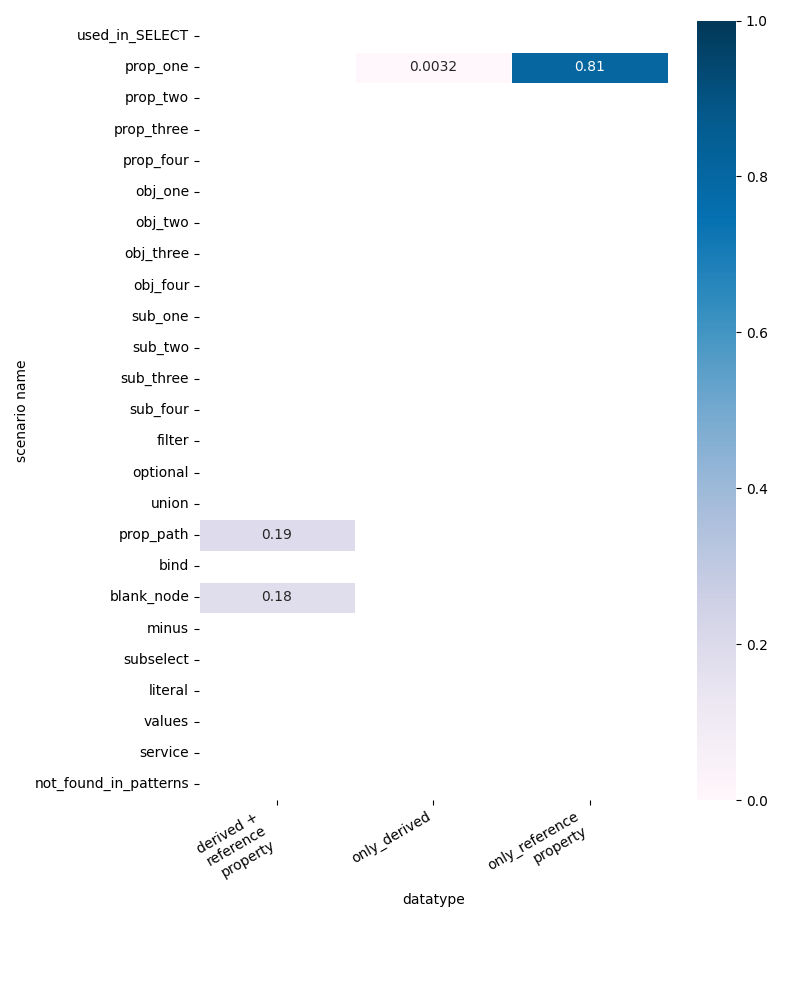 used_in_SELECT
prop_one
prop_two
prop_three
prop_four
obj_one
obj_two
obj_three
obj_four
sub_one
sub_two
sub_three
sub_four
filter
optional
union
prop_path
bind
blank_node
minus
subselect
literal
values
service
not_found_in_patterns
scenario name
0.0032
0.81
0.19
0.18
derived +
reference
property
only_derived
only_reference
property
datatype
1.0
0.8
0.6
0.4
0.2
0.0